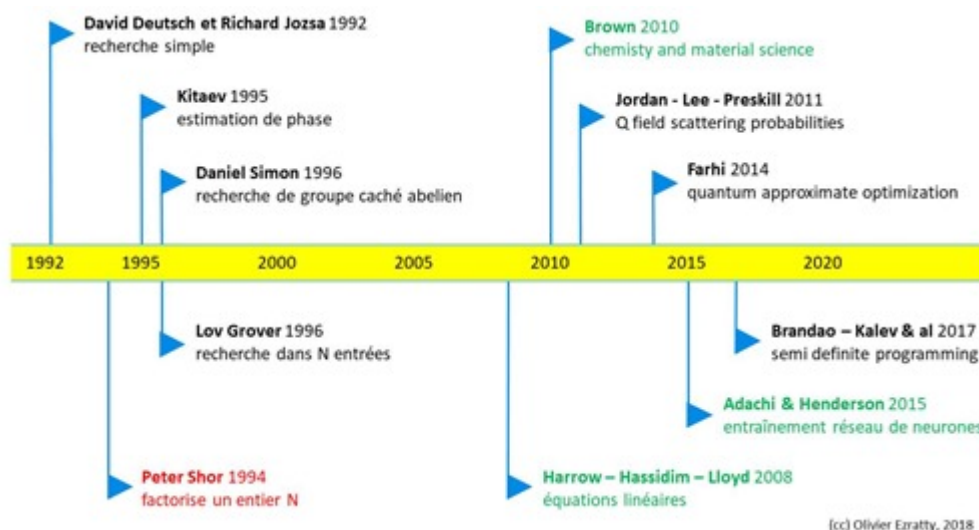 David Deutsch et Richard Jozsa 1992
recherche simple
Brown 2010
chemisty and material science
Kitaev 1995
estimation de phase
Jordan - Lee - Preskill 2011
Q field scattering probabilities
Daniel Simon 1996
recherche de groupe caché abelien
Farhi 2014
quantum approximate optimization
1992 1995 2000 2005 2010 2015 2020
Lov Grover 1996
recherche dans N entrées
Brandao – Kalev & al 2017
semi definite programming
Adachi & Henderson 2015
entraînement réseau de neurones
Peter Shor 1994
factorise un entier N
Harrow – Hassidim – Lloyd 2008
équations linéaires
(cc) Olivier Ezratty, 2018